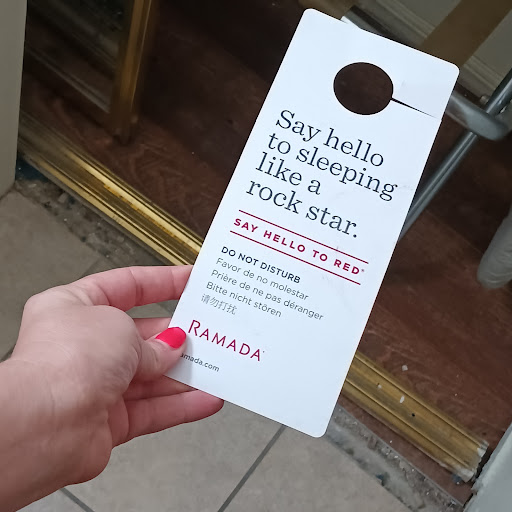 Say hello
to sleeping
like a
rock star.
SAY HELLO TO RED®
DO NOT DISTURB
Favor de no molestar
Prière de ne pas déranger
Bitte nicht stören
请勿打扰
RAMADA®
amada.com